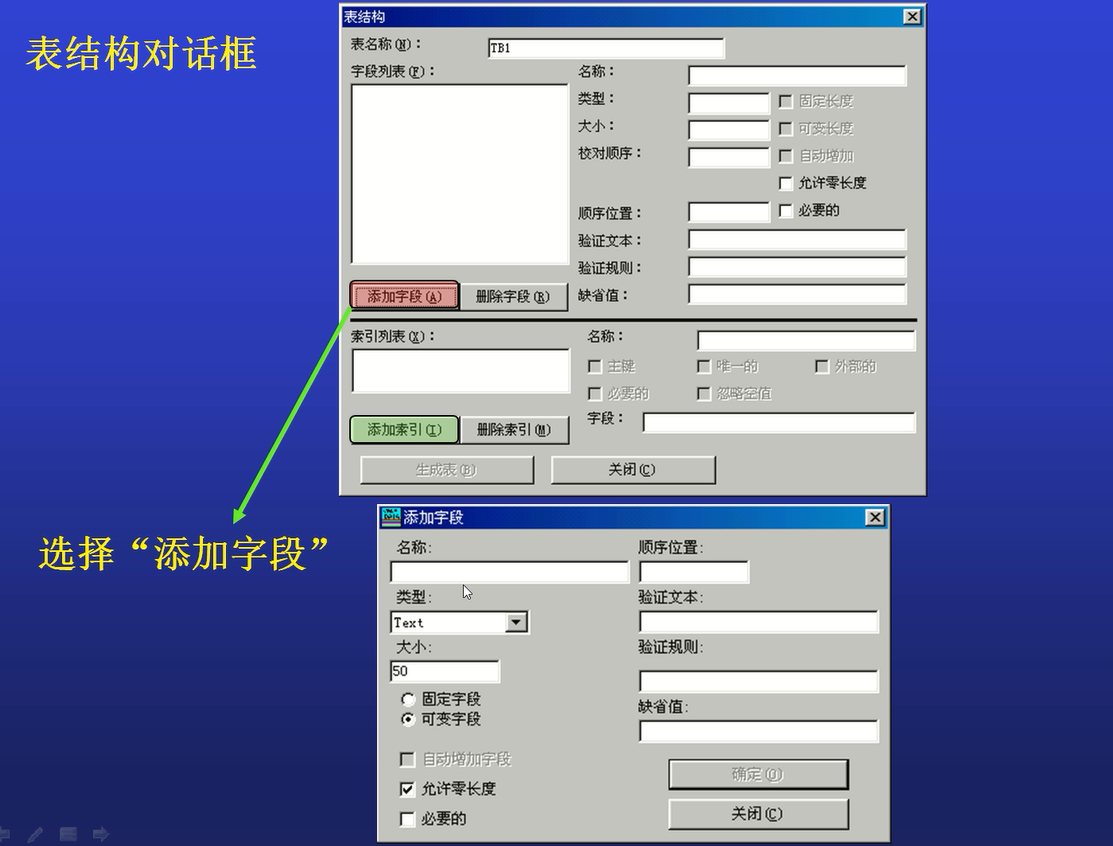 表结构对话框
表结构
表名称(N)：
TB1
字段列表(F)：
名称：
类型：
固定长度
大小：
可变长度
校对顺序：
自动增加
允许零长度
顺序位置：
必要的
验证文本：
验证规则：
缺省值：
添加字段(A)
删除字段(R)
索引列表(X)：
名称：
主键
唯一的
外部的
必要的
忽略空值
字段：
添加索引(I)
删除索引(M)
生成表(B)
关闭(C)
选择“添加字段”
添加字段
名称:
顺序位置:
类型:
验证文本:
Text
大小:
验证规则:
50
固定字段
可变字段
缺省值:
自动增加字段
允许零长度
必要的
确定(O)
关闭(C)